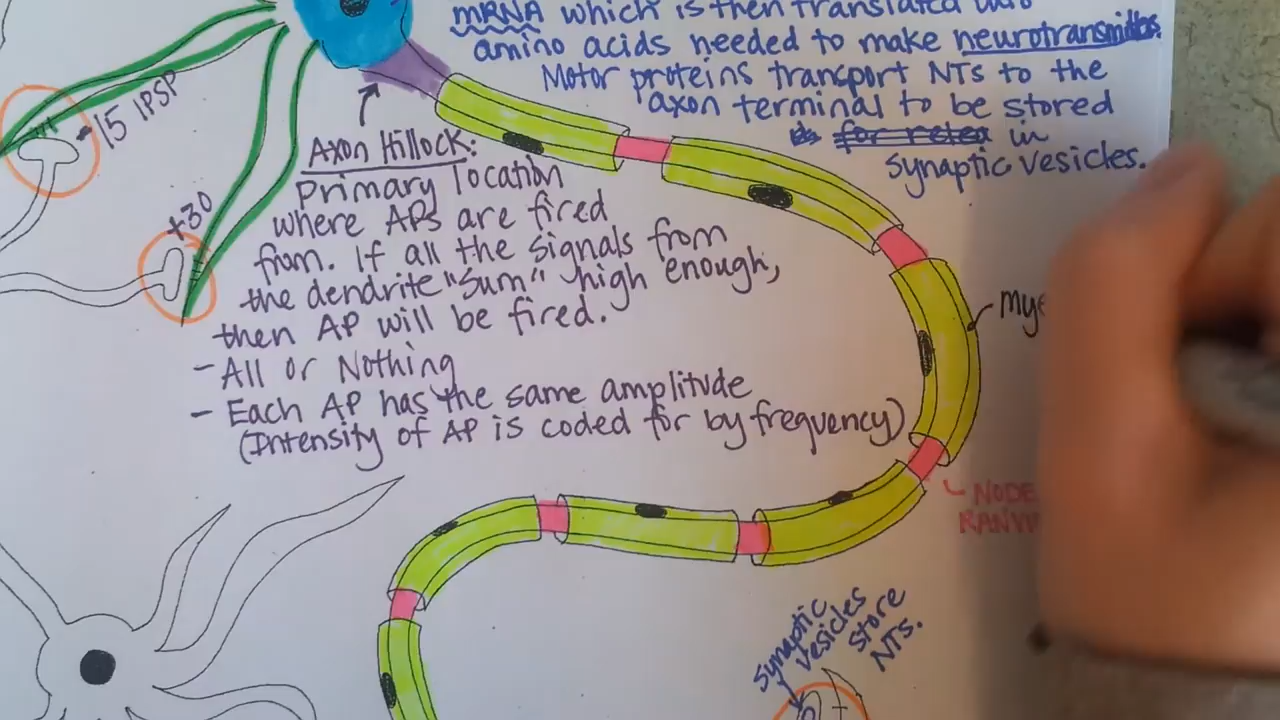 mRNA which is then translated into
amino acids needed to make neurotransmitters.
Motor proteins transport NTs to the
axon terminal to be stored
in
synaptic vesicles.
-15 IPSP
+30
Axon Hillock:
primary location
where APs are fired
from. If all the signals from
the dendrite "sum" high enough,
then AP will be fired.
- All or Nothing
- Each AP has the same amplitude
(Intensity of AP is coded for by frequency)
mye
NODE
RANV
synaptic
vesicles
store
NTs.